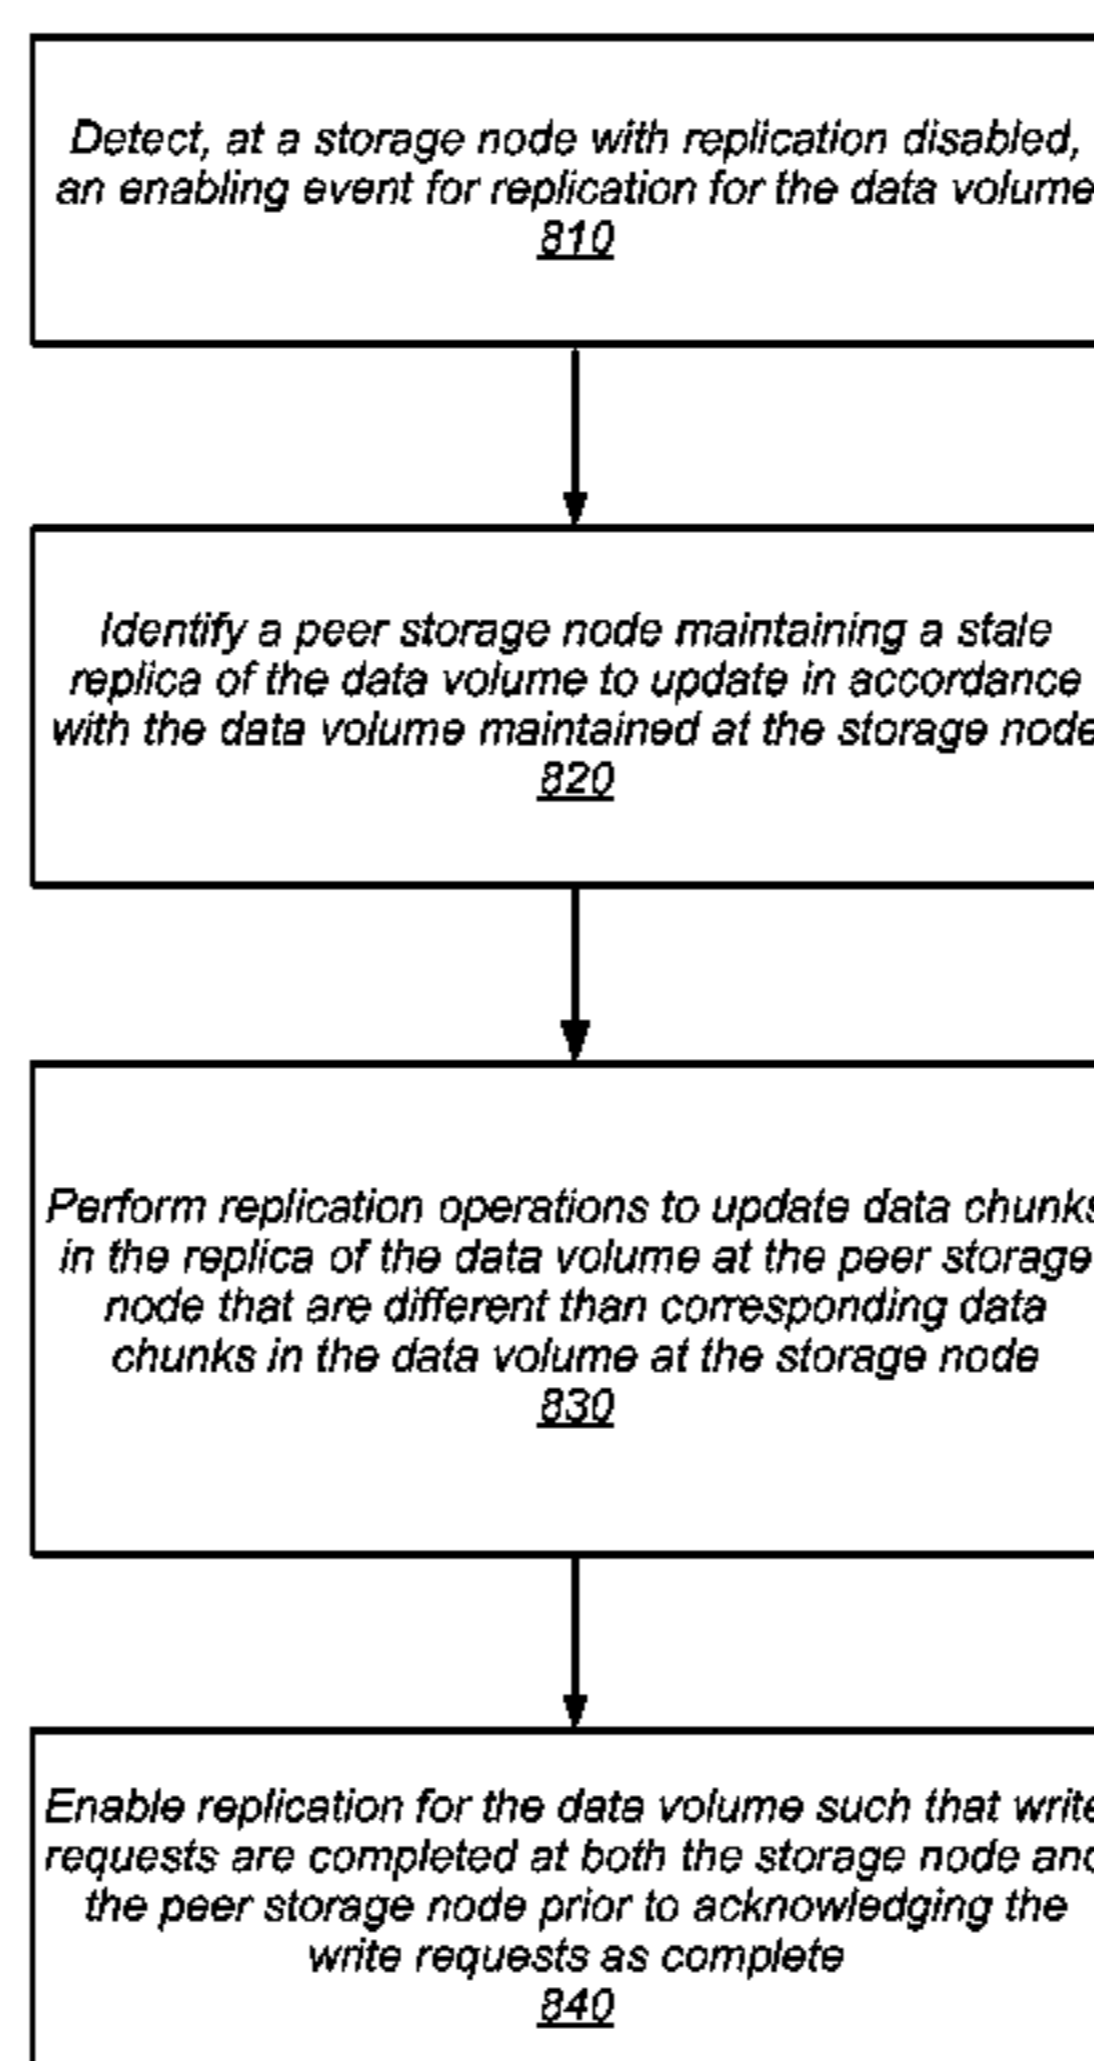 Detect, at a storage node with replication disabled,
an enabling event for replication for the data volume
810
Identify a peer storage node maintaining a stale
replica of the data volume to update in accordance
with the data volume maintained at the storage node
820
Perform replication operations to update data chunks
in the replica of the data volume at the peer storage
node that are different than corresponding data
chunks in the data volume at the storage node
830
Enable replication for the data volume such that write
requests are completed at both the storage node and
the peer storage node prior to acknowledging the
write requests as complete
840